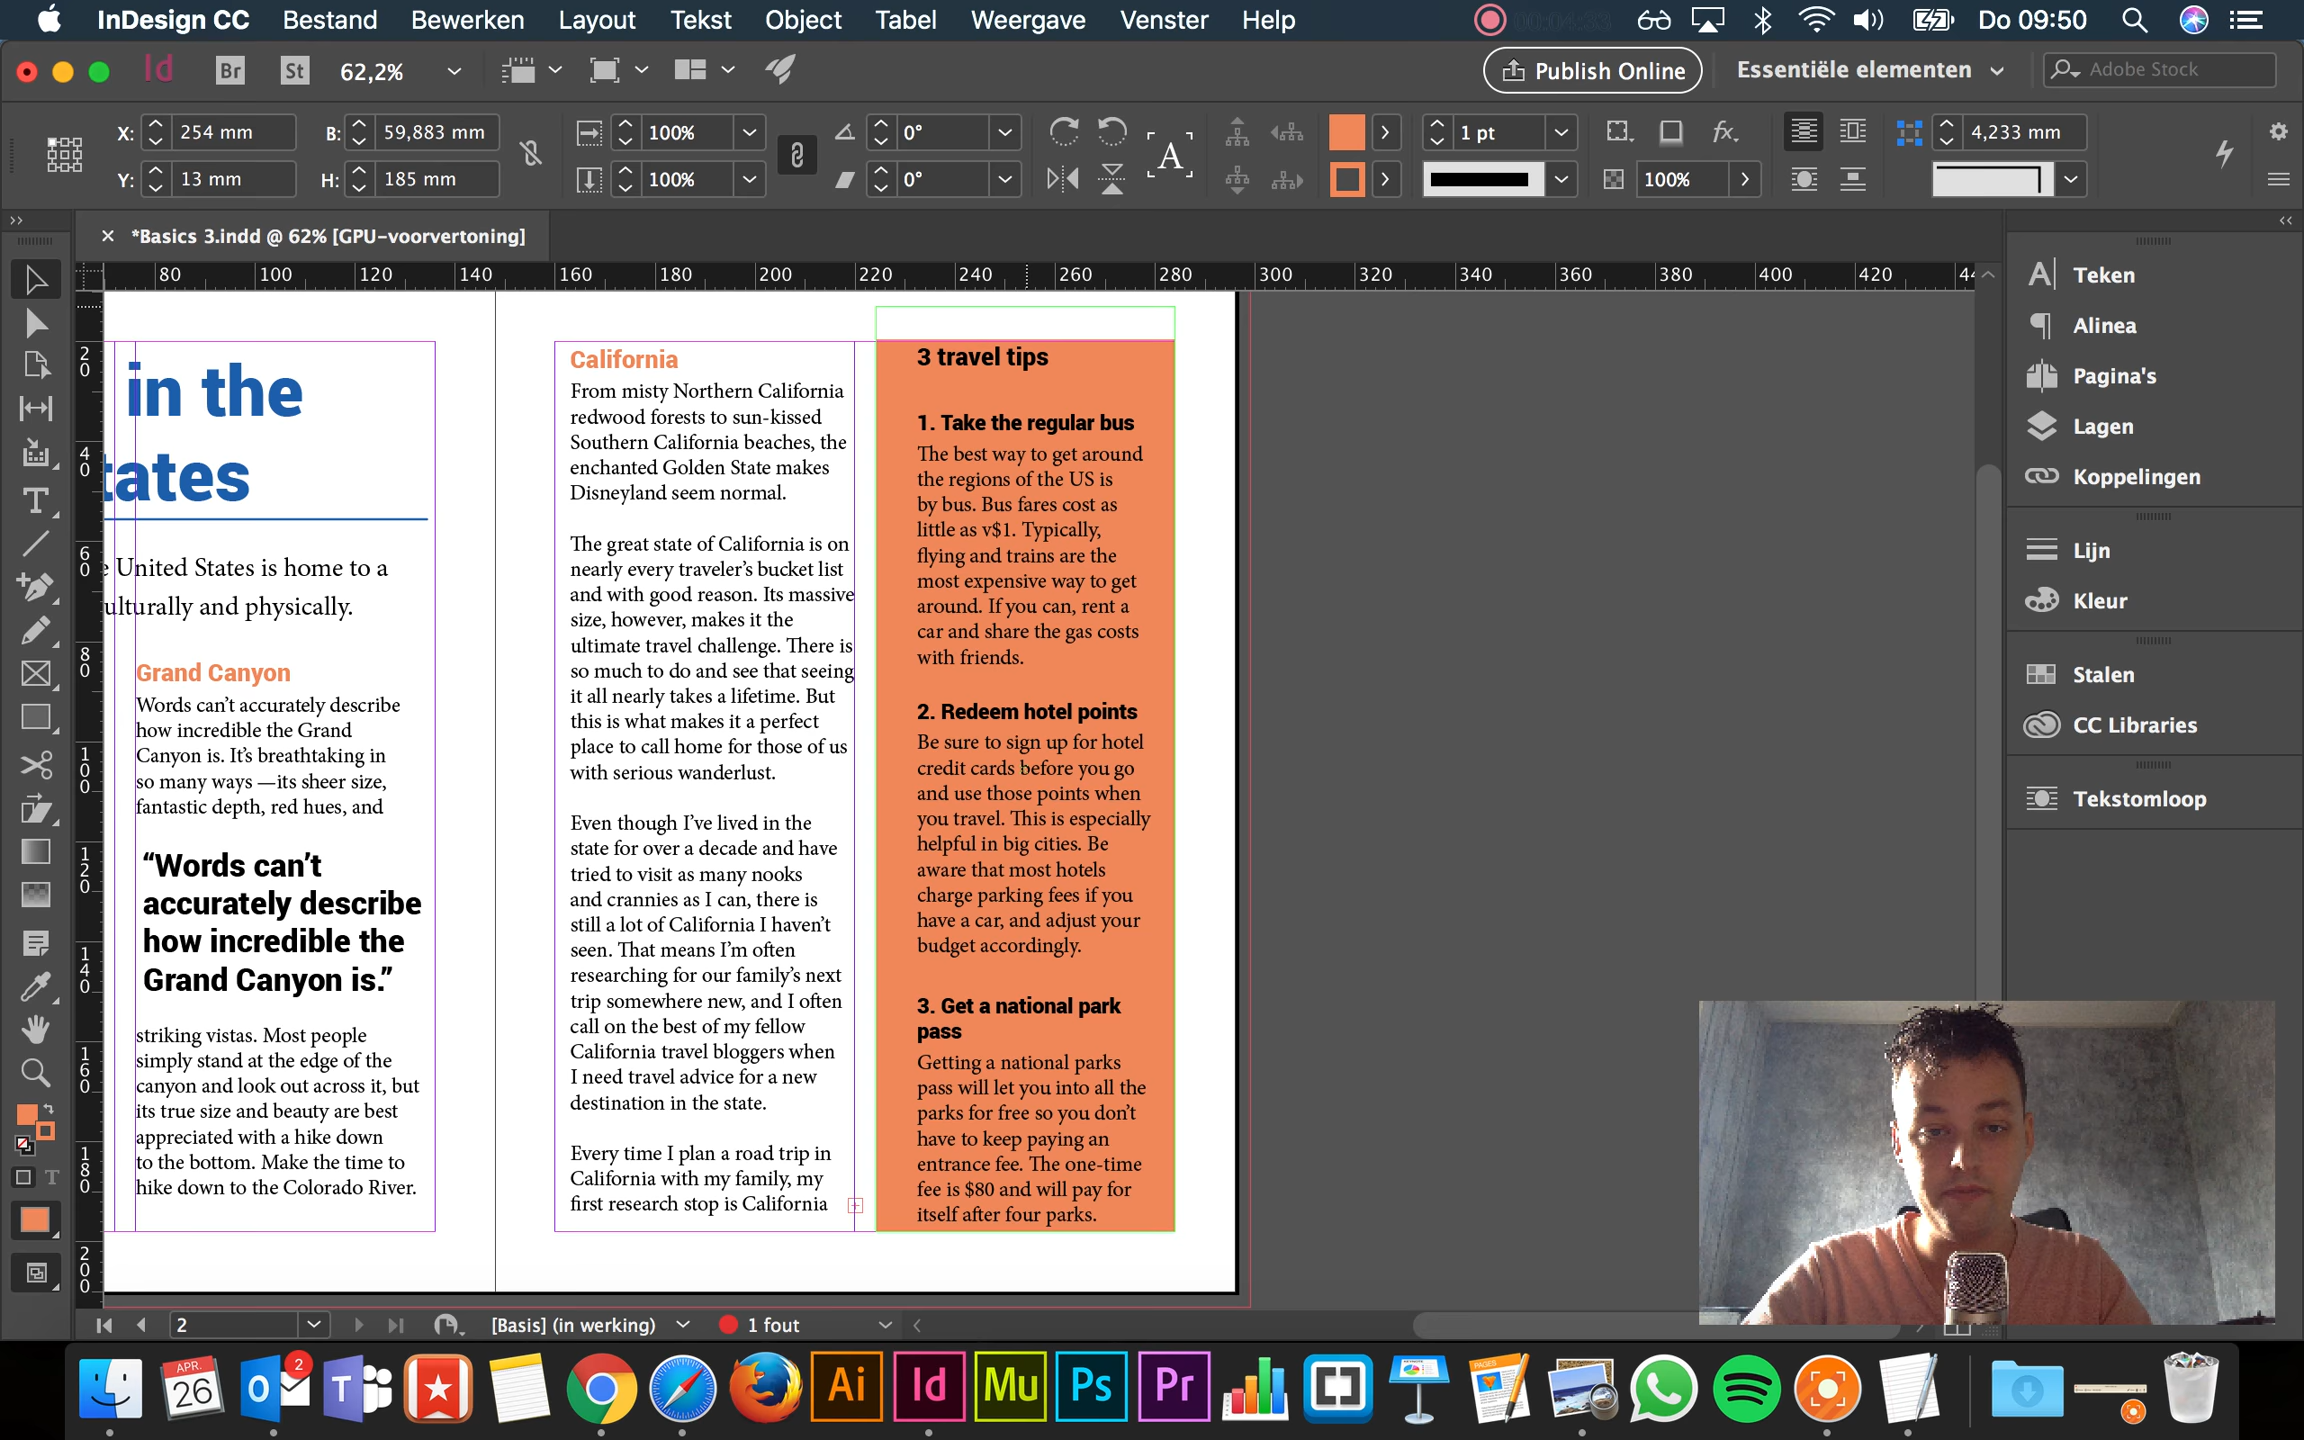 InDesign CC Bestand Bewerken Layout Tekst Object Tabel Weergave Venster Help
Do 09:50
Id Br St 62,2%
Publish Online
Essentiële elementen
Adobe Stock
X: 254 mm B: 59,883 mm 100% 0° 1 pt 4,233 mm
Y: 13 mm H: 185 mm 100% 0° 100%
*Basics 3.indd @ 62% [GPU-voorvertoning]
80 100 120 140 160 180 200 220 240 260 280 300 320 340 360 380 400 420
20
40
60
80
100
120
140
160
180
200
in the
tates
e United States is home to a
ulturally and physically.
Grand Canyon
Words can't accurately describe
how incredible the Grand
Canyon is. It's breathtaking in
so many ways —its sheer size,
fantastic depth, red hues, and
“Words can't
accurately describe
how incredible the
Grand Canyon is.”
striking vistas. Most people
simply stand at the edge of the
canyon and look out across it, but
its true size and beauty are best
appreciated with a hike down
to the bottom. Make the time to
hike down to the Colorado River.
California
From misty Northern California
redwood forests to sun-kissed
Southern California beaches, the
enchanted Golden State makes
Disneyland seem normal.
The great state of California is on
nearly every traveler's bucket list
and with good reason. Its massive
size, however, makes it the
ultimate travel challenge. There is
so much to do and see that seeing
it all nearly takes a lifetime. But
this is what makes it a perfect
place to call home for those of us
with serious wanderlust.
Even though I've lived in the
state for over a decade and have
tried to visit as many nooks
and crannies as I can, there is
still a lot of California I haven't
seen. That means I'm often
researching for our family's next
trip somewhere new, and I often
call on the best of my fellow
California travel bloggers when
I need travel advice for a new
destination in the state.
Every time I plan a road trip in
California with my family, my
first research stop is California
3 travel tips
1. Take the regular bus
The best way to get around
the regions of the US is
by bus. Bus fares cost as
little as v$1. Typically,
flying and trains are the
most expensive way to get
around. If you can, rent a
car and share the gas costs
with friends.
2. Redeem hotel points
Be sure to sign up for hotel
credit cards before you go
and use those points when
you travel. This is especially
helpful in big cities. Be
aware that most hotels
charge parking fees if you
have a car, and adjust your
budget accordingly.
3. Get a national park
pass
Getting a national parks
pass will let you into all the
parks for free so you don't
have to keep paying an
entrance fee. The one-time
fee is $80 and will pay for
itself after four parks.
Teken
Alinea
Pagina's
Lagen
Koppelingen
Lijn
Kleur
Stalen
CC Libraries
Tekstomloop
2 [Basis] (in werking) 1 fout
APR. 26
2
Ai Id Mu Ps Pr
PAGES